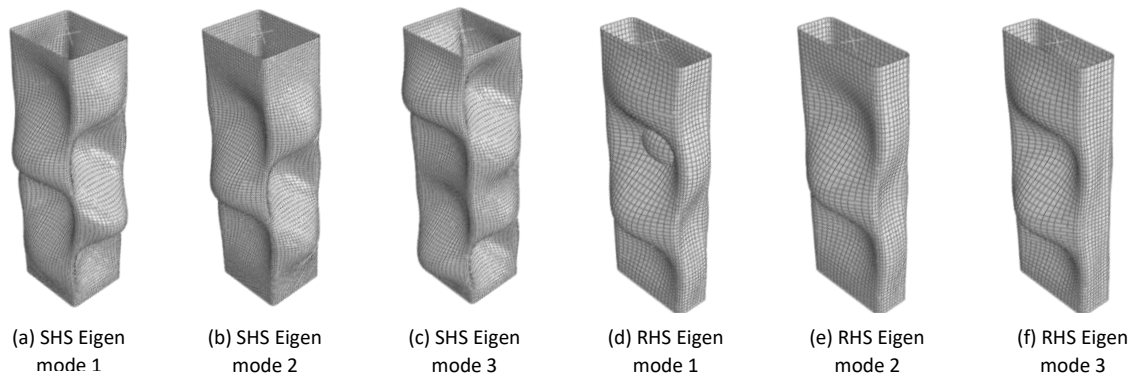 (a) SHS Eigen
mode 1
(b) SHS Eigen
mode 2
(c) SHS Eigen
mode 3
(d) RHS Eigen
mode 1
(e) RHS Eigen
mode 2
(f) RHS Eigen
mode 3